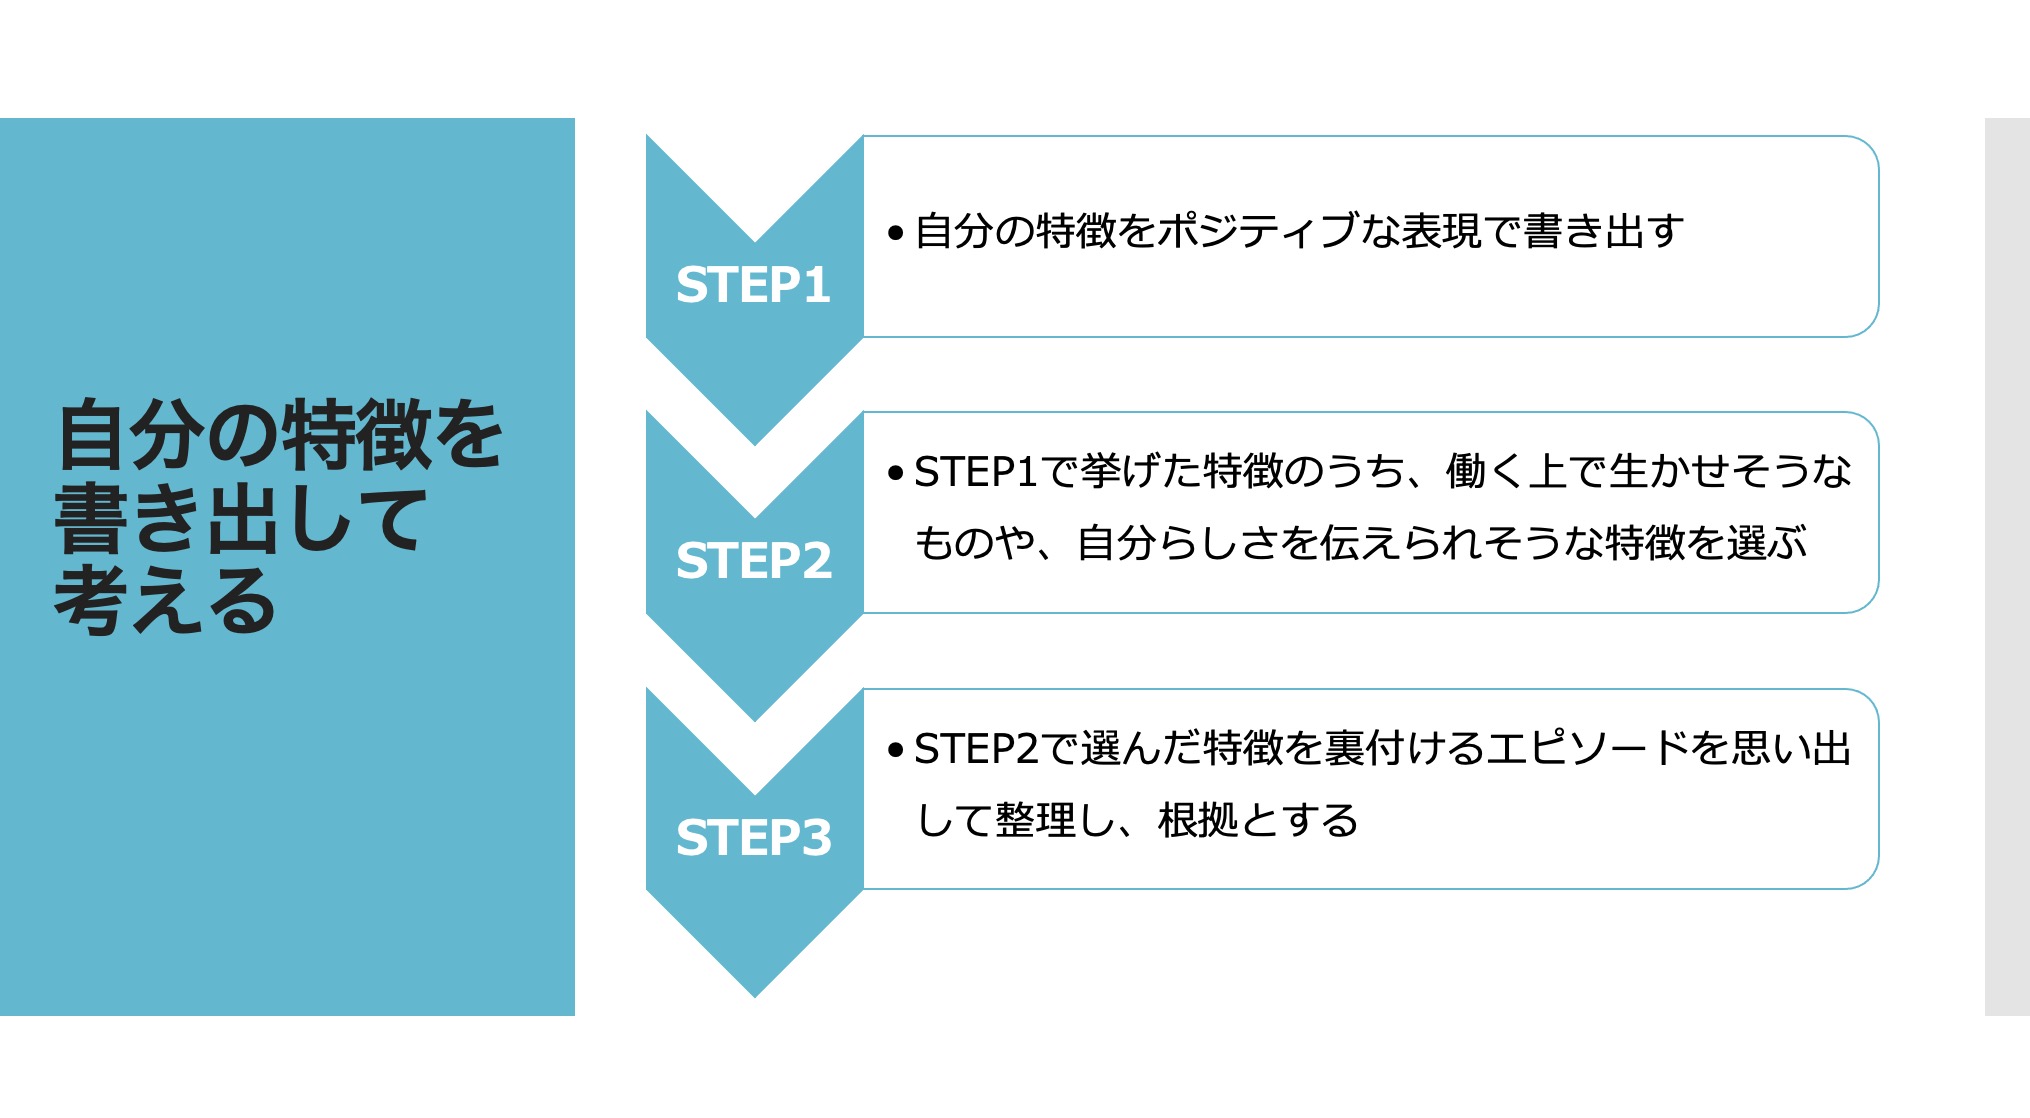 自分の特徴を
書き出して
考える
STEP1
•自分の特徴をポジティブな表現で書き出す
STEP2
•STEP1で挙げた特徴のうち、働く上で生かせそうな
ものや、自分らしさを伝えられそうな特徴を選ぶ
STEP3
•STEP2で選んだ特徴を裏付けるエピソードを思い出
して整理し、根拠とする